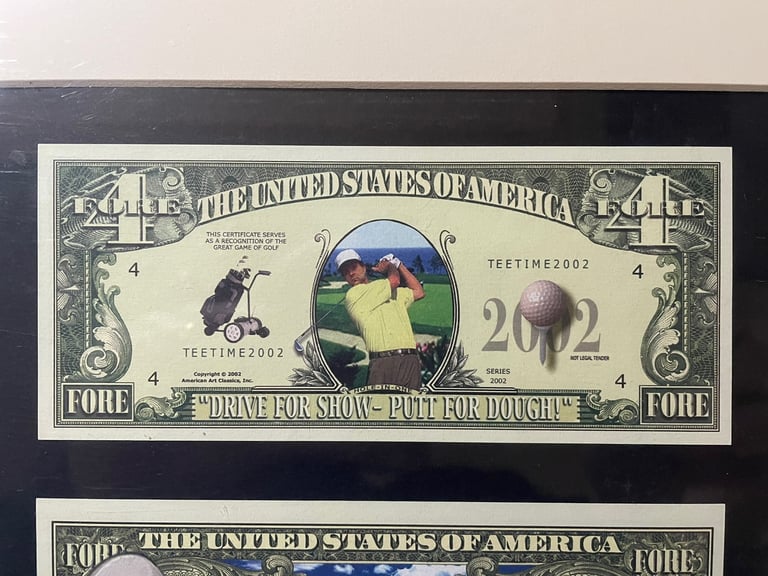 4
FORE
THE UNITED STATES OF AMERICA
4
FORE
THIS CERTIFICATE SERVES
AS A RECOGNITION OF THE
GREAT GAME OF GOLF
4
TEETIME2002
4
2002
TEETIME2002
NOT LEGAL TENDER
Copyright © 2002
American Art Classics, Inc.
SERIES
2002
4
4
HOLE-IN-ONE
FORE
"DRIVE FOR SHOW - PUTT FOR DOUGH!"
FORE
FORE
THE UNITED STATES OF AMERICA
FORE